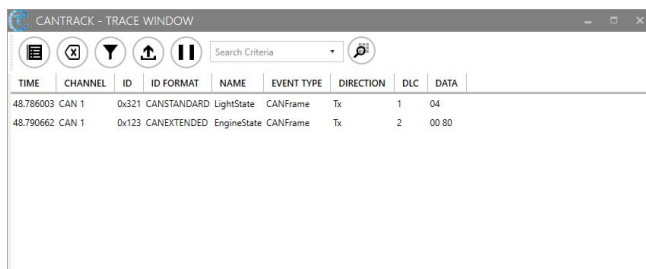 CANTRACK - TRACE WINDOW
Search Criteria
TIME CHANNEL ID ID FORMAT NAME EVENT TYPE DIRECTION DLC DATA
48.786003 CAN 1 0x321 CANSTANDARD LightState CANFrame Tx 1 04
48.790662 CAN 1 0x123 CANEXTENDED EngineState CANFrame Tx 2 00 80